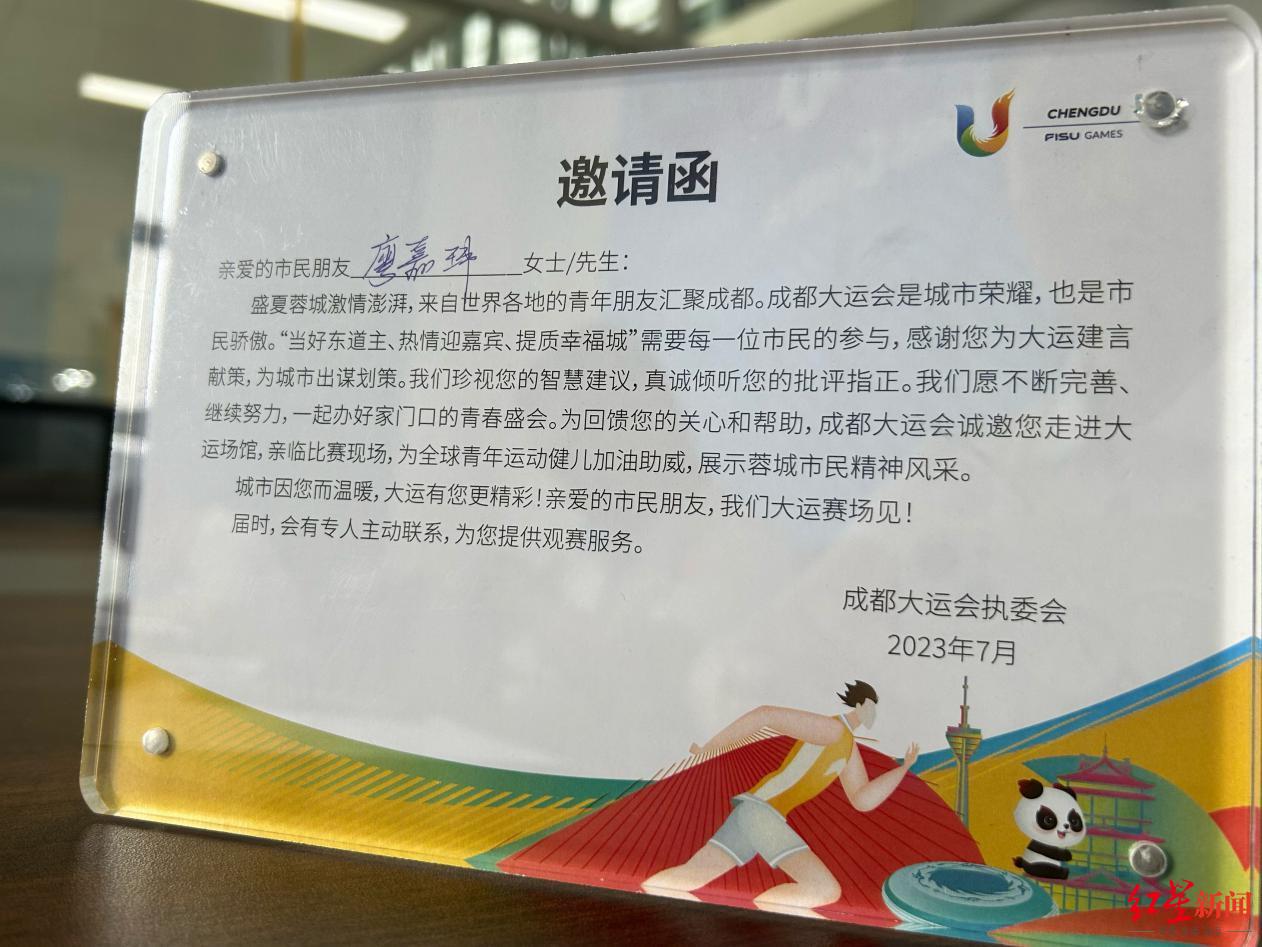 CHENGDU
FISU GAMES
邀请函
亲爱的市民朋友 廖嘉 女士/先生：
盛夏蓉城激情澎湃，来自世界各地的青年朋友汇聚成都。成都大运会是城市荣耀，也是市
民骄傲。“当好东道主、热情迎嘉宾、提质幸福城”需要每一位市民的参与，感谢您为大运建言
献策，为城市出谋划策。我们珍视您的智慧建议，真诚倾听您的批评指正。我们愿不断完善、
继续努力，一起办好家门口的青春盛会。为回馈您的关心和帮助，成都大运会诚邀您走进大
运场馆，亲临比赛现场，为全球青年运动健儿加油助威，展示蓉城市民精神风采。
城市因您而温暖，大运有您更精彩！亲爱的市民朋友，我们大运赛场见！
届时，会有专人主动联系，为您提供观赛服务。
成都大运会执委会
2023年7月
红星新闻